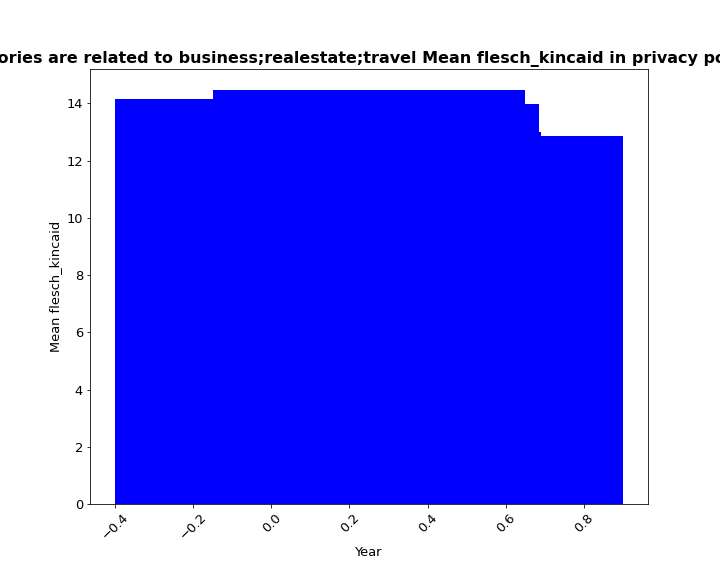 ories are related to business;realestate;travel Mean flesch_kincaid in privacy po
14
12
10
8
6
4
2
0
Mean flesch_kincaid
−0.4 −0.2 0.0 0.2 0.4 0.6 0.8
Year